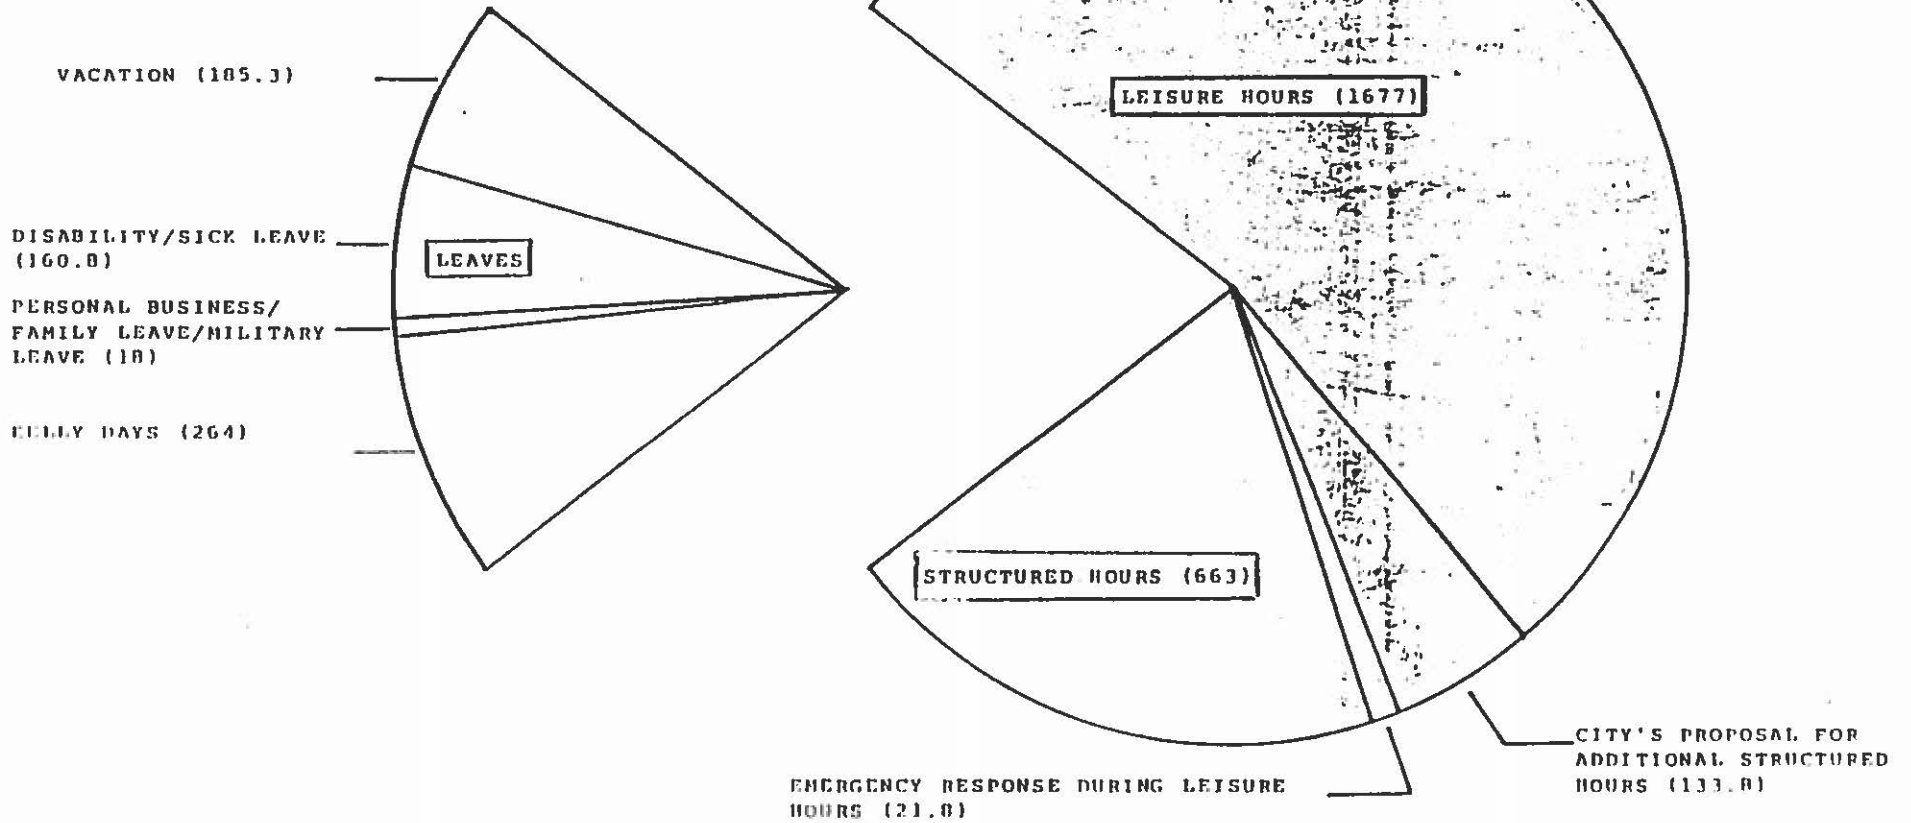 VACATION (185.3)
LEISURE HOURS (1677)
DISABILITY/SICK LEAVE
(160.8)
LEAVES
PERSONAL BUSINESS/
FAMILY LEAVE/MILITARY
LEAVE (18)
KELLY DAYS (264)
STRUCTURED HOURS (663)
CITY'S PROPOSAL FOR
ADDITIONAL STRUCTURED
HOURS (133.8)
EMERGENCY RESPONSE DURING LEISURE
HOURS (21.8)